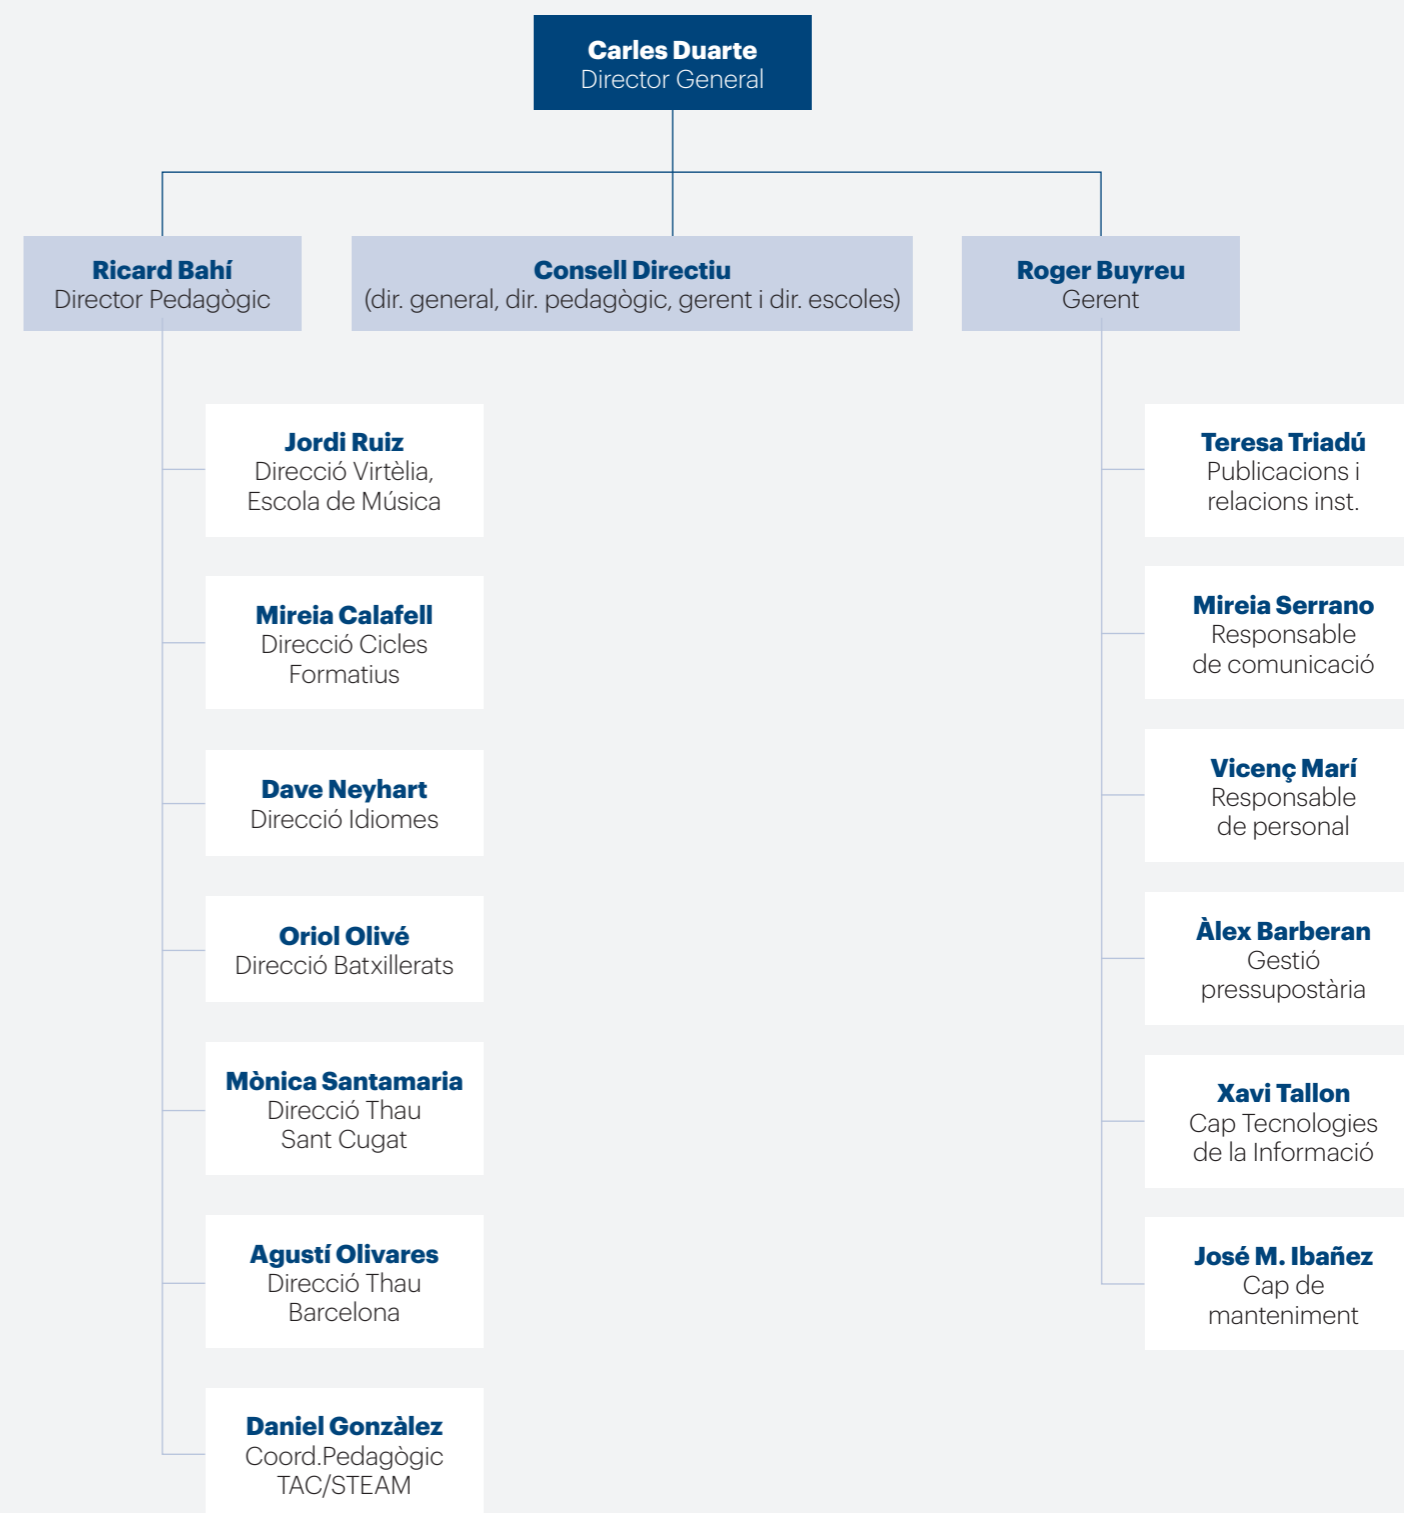 Carles Duarte
Director General
Ricard Bahí
Director Pedagògic
Consell Directiu
(dir. general, dir. pedagògic, gerent i dir. escoles)
Roger Buyreu
Gerent
Jordi Ruiz
Direcció Virtèlia,
Escola de Música
Mireia Calafell
Direcció Cicles
Formatius
Dave Neyhart
Direcció Idiomes
Oriol Olivé
Direcció Batxillerats
Mònica Santamaria
Direcció Thau
Sant Cugat
Agustí Olivares
Direcció Thau
Barcelona
Daniel Gonzàlez
Coord.Pedagògic
TAC/STEAM
Teresa Triadú
Publicacions i
relacions inst.
Mireia Serrano
Responsable
de comunicació
Vicenç Marí
Responsable
de personal
Àlex Barberan
Gestió
pressupostària
Xavi Tallon
Cap Tecnologies
de la Informació
José M. Ibañez
Cap de
manteniment